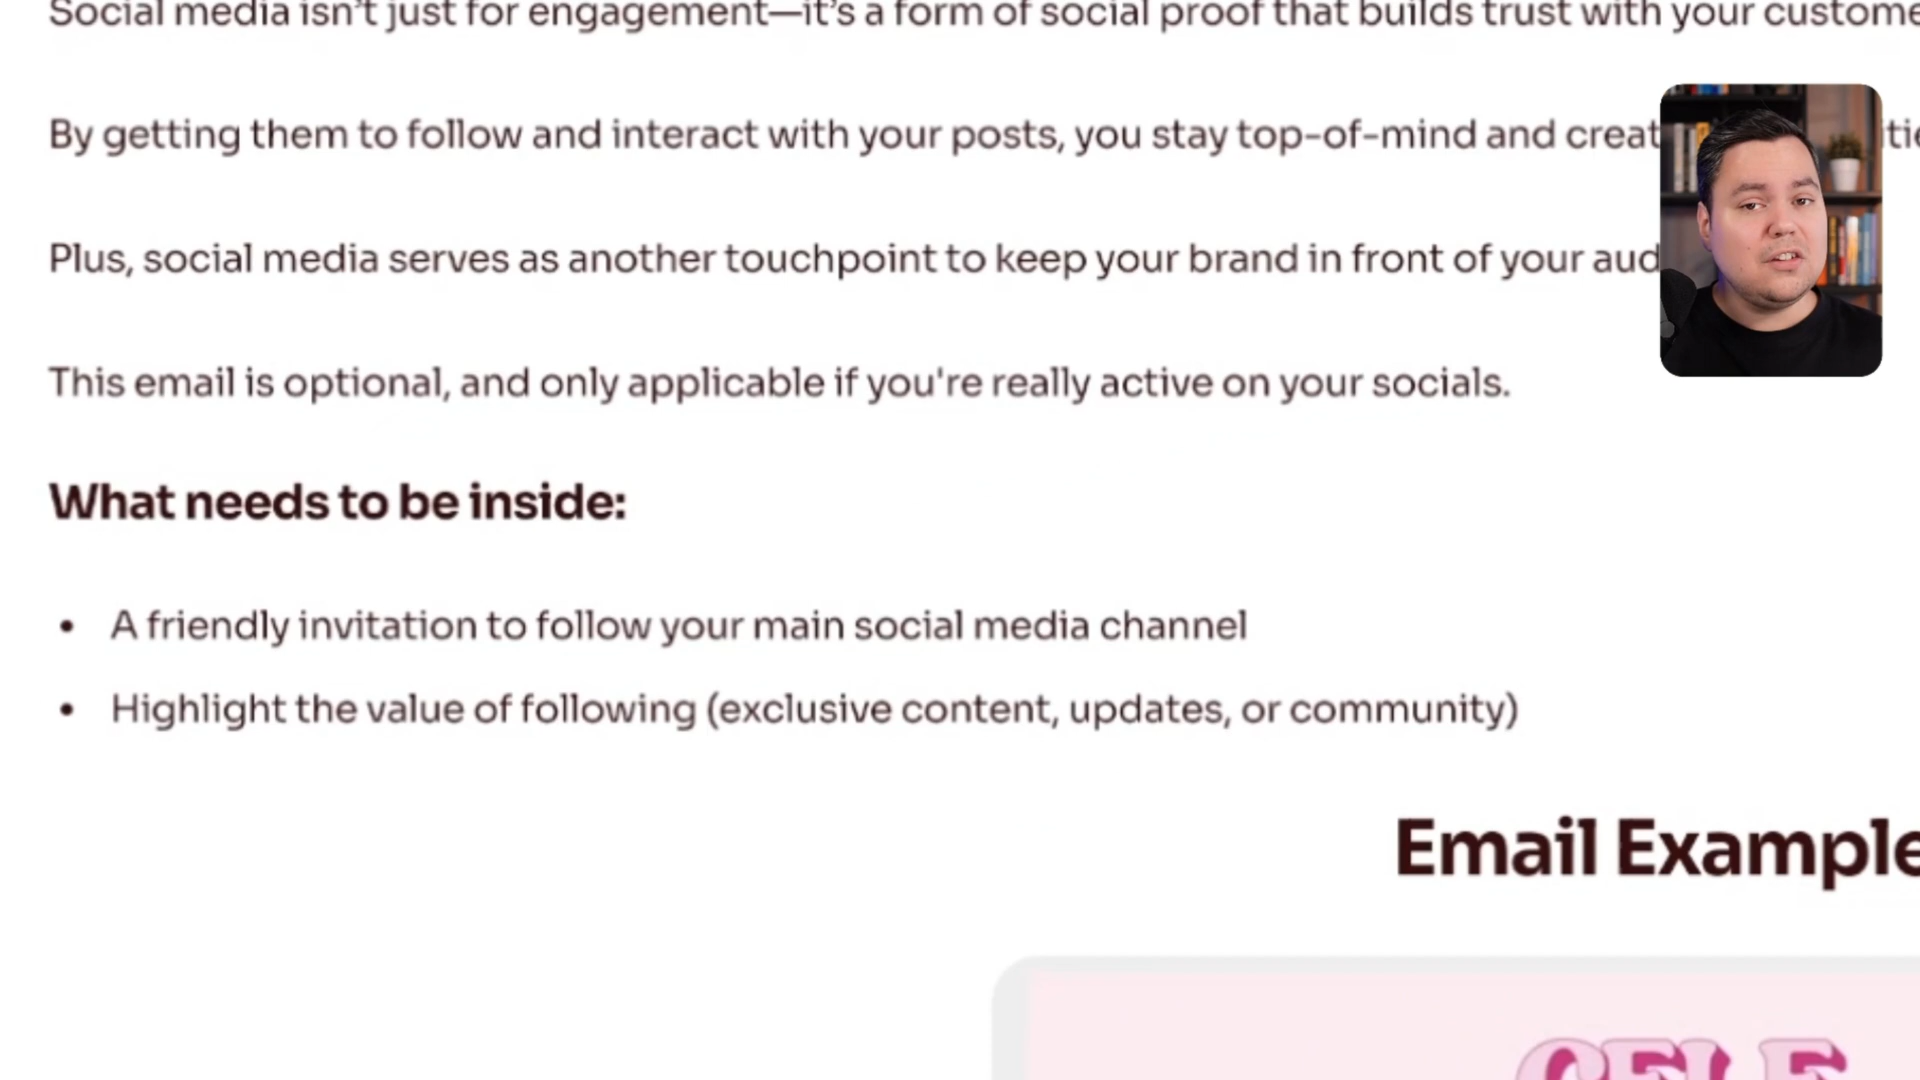 Social media isn't just for engagement—it's a form of social proof that builds trust with your custome
By getting them to follow and interact with your posts, you stay top-of-mind and creat
Plus, social media serves as another touchpoint to keep your brand in front of your aud
This email is optional, and only applicable if you're really active on your socials.
What needs to be inside:
• A friendly invitation to follow your main social media channel
• Highlight the value of following (exclusive content, updates, or community)
Email Example